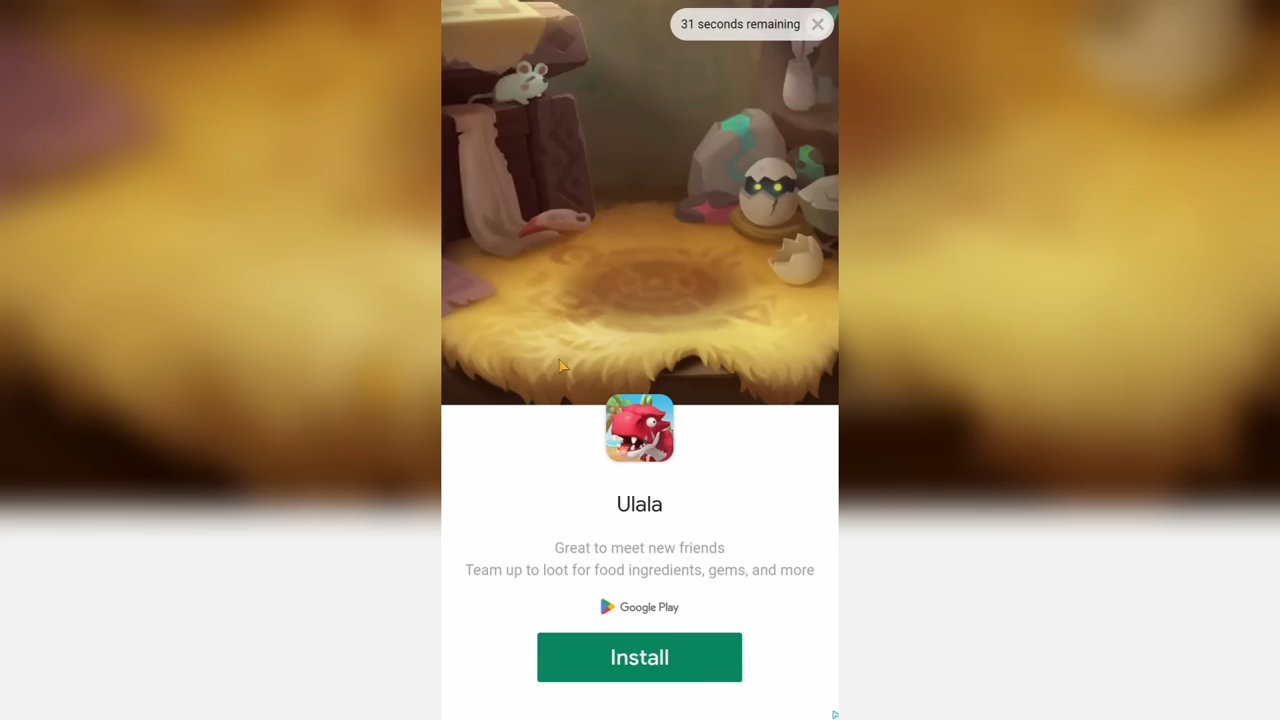 31 seconds remaining
Ulala
Great to meet new friends
Team up to loot for food ingredients, gems, and more
Google Play
Install